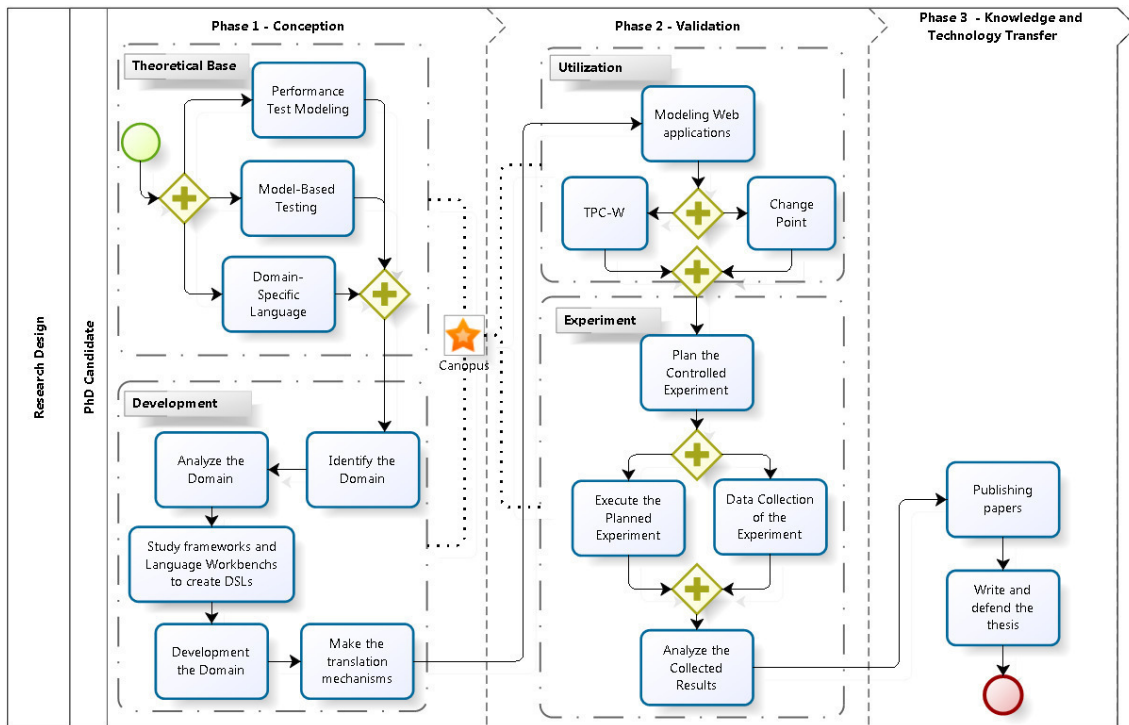 Research Design
PhD Candidate
Phase 1 - Conception
Theoretical Base
Performance
Test Modeling
Model-Based
Testing
Domain-
Specific
Language
Development
Identify the
Domain
Analyze the
Domain
Study frameworks and
Language Workbenchs
to create DSLs
Development
the Domain
Make the
translation
mechanisms
Canopus
Phase 2 - Validation
Utilization
Modeling Web
applications
TPC-W
Change
Point
Experiment
Plan the
Controlled
Experiment
Execute the
Planned
Experiment
Data Collection
of the
Experiment
Analyze the
Collected
Results
Phase 3 - Knowledge and
Technology Transfer
Publishing
papers
Write and
defend the
thesis